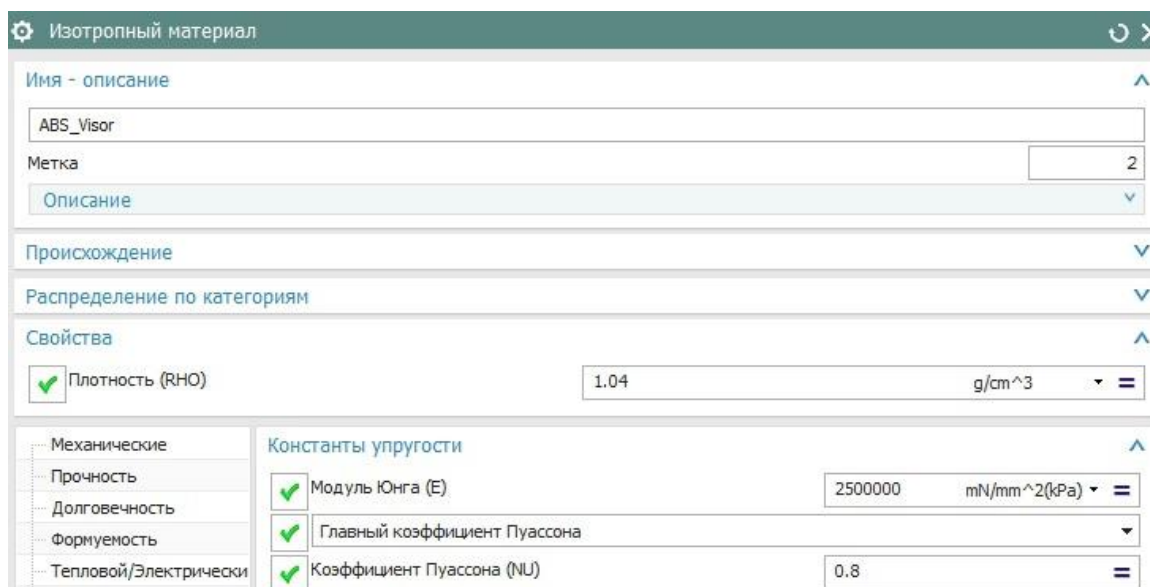 Изотропный материал
Имя - описание
ABS_Visor
Метка 2
Описание
Происхождение
Распределение по категориям
Свойства
Плотность (RHO) 1.04 g/cm^3
Механические
Прочность
Долговечность
Формуемость
Тепловой/Электрически
Константы упругости
Модуль Юнга (E) 2500000 mN/mm^2(kPa)
Главный коэффициент Пуассона
Коэффициент Пуассона (NU) 0.8